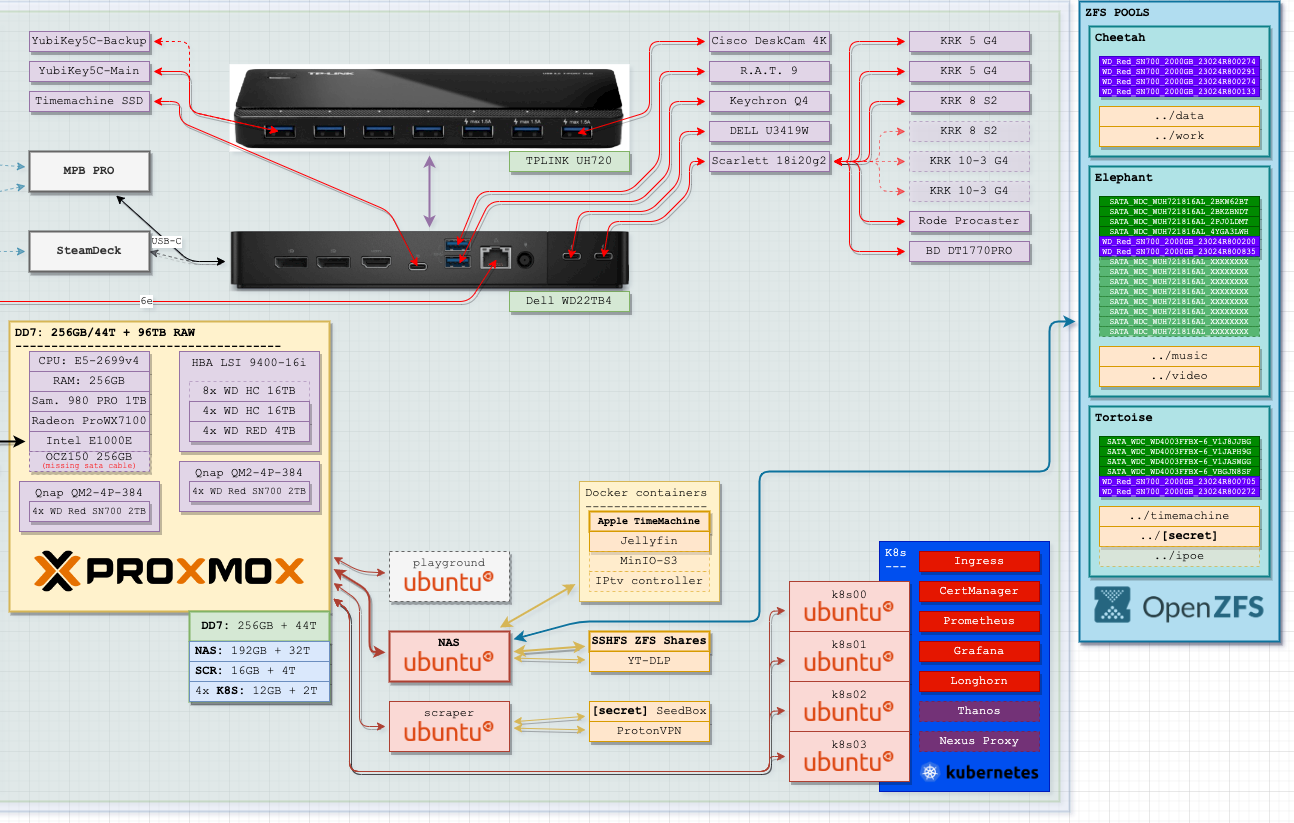 YubiKey5C-Backup
YubiKey5C-Main
Timemachine SSD
MPB PRO
SteamDeck
USB-C
6e
TP-LINK
max 1.5A
max 1.5A
max 1.5A
TPLINK UH720
Dell WD22TB4
Cisco DeskCam 4K
R.A.T. 9
Keychron Q4
DELL U3419W
Scarlett 18i20g2
KRK 5 G4
KRK 5 G4
KRK 8 S2
KRK 8 S2
KRK 10-3 G4
KRK 10-3 G4
Rode Procaster
BD DT1770PRO
DD7: 256GB/44T + 96TB RAW
CPU: E5-2699v4
RAM: 256GB
Sam. 980 PRO 1TB
Radeon ProWX7100
Intel E1000E
OCZ150 256GB
(missing sata cable)
HBA LSI 9400-16i
8x WD HC 16TB
4x WD HC 16TB
4x WD RED 4TB
Qnap QM2-4P-384
4x WD Red SN700 2TB
Qnap QM2-4P-384
4x WD Red SN700 2TB
PROXMOX
DD7: 256GB + 44T
NAS: 192GB + 32T
SCR: 16GB + 4T
4x K8S: 12GB + 2T
playground
ubuntu
NAS
ubuntu
scraper
ubuntu
Docker containers
Apple TimeMachine
Jellyfin
MinIO-S3
IPtv controller
SSHFS ZFS Shares
YT-DLP
[secret] SeedBox
ProtonVPN
k8s00
ubuntu
k8s01
ubuntu
k8s02
ubuntu
k8s03
ubuntu
K8s
---
Ingress
CertManager
Prometheus
Grafana
Longhorn
Thanos
Nexus Proxy
kubernetes
ZFS POOLS
Cheetah
WD_Red_SN700_2000GB_23024R800274
WD_Red_SN700_2000GB_23024R800291
WD_Red_SN700_2000GB_23024R800274
WD_Red_SN700_2000GB_23024R800133
../data
../work
Elephant
SATA_WDC_WUH721816AL_2BKW62BT
SATA_WDC_WUH721816AL_2BKZBNDT
SATA_WDC_WUH721816AL_2PJ0LDMT
SATA_WDC_WUH721816AL_4YGA3LWH
WD_Red_SN700_2000GB_23024R800200
WD_Red_SN700_2000GB_23024R800835
SATA_WDC_WUH721816AL_XXXXXXXX
SATA_WDC_WUH721816AL_XXXXXXXX
SATA_WDC_WUH721816AL_XXXXXXXX
SATA_WDC_WUH721816AL_XXXXXXXX
SATA_WDC_WUH721816AL_XXXXXXXX
SATA_WDC_WUH721816AL_XXXXXXXX
SATA_WDC_WUH721816AL_XXXXXXXX
SATA_WDC_WUH721816AL_XXXXXXXX
../music
../video
Tortoise
SATA_WDC_WD4003FFBX-6_V1J8JJBG
SATA_WDC_WD4003FFBX-6_V1JAPH9G
SATA_WDC_WD4003FFBX-6_V1JASWGG
SATA_WDC_WD4003FFBX-6_VBGJN8SF
WD_Red_SN700_2000GB_23024R800705
WD_Red_SN700_2000GB_23024R800272
../timemachine
../[secret]
../ipoe
OpenZFS